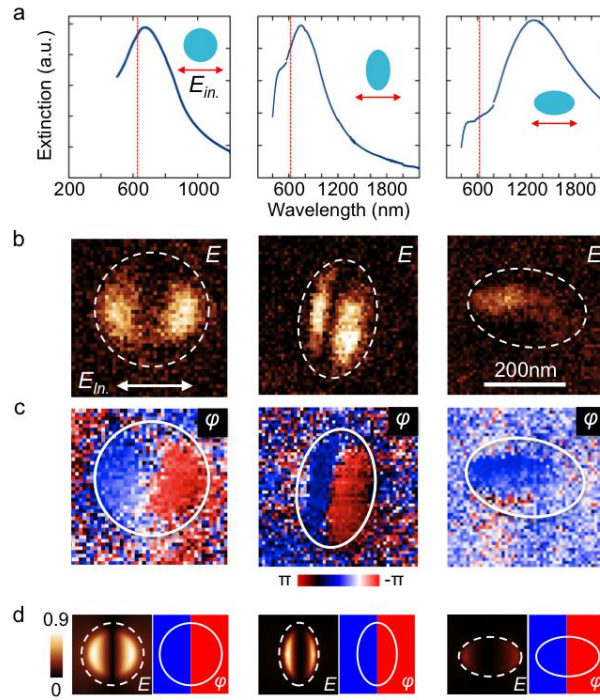 a
Extinction (a.u.)
E_in.
200 600 1000
600 1200 1800
600 1200 1800
Wavelength (nm)
b
E
E
E
E_In.
200nm
c
φ
φ
φ
π -π
d
0.9
0
E φ
E φ
E φ